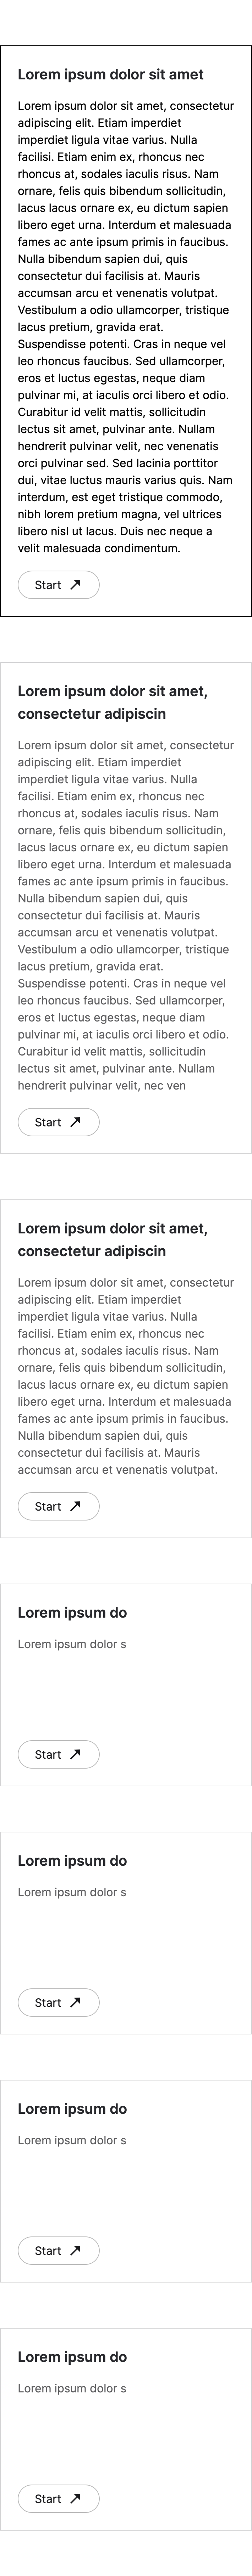 Lorem ipsum dolor sit amet
Lorem ipsum dolor sit amet, consectetur
adipiscing elit. Etiam imperdiet
imperdiet ligula vitae varius. Nulla
facilisi. Etiam enim ex, rhoncus nec
rhoncus at, sodales iaculis risus. Nam
ornare, felis quis bibendum sollicitudin,
lacus lacus ornare ex, eu dictum sapien
libero eget urna. Interdum et malesuada
fames ac ante ipsum primis in faucibus.
Nulla bibendum sapien dui, quis
consectetur dui facilisis at. Mauris
accumsan arcu et venenatis volutpat.
Vestibulum a odio ullamcorper, tristique
lacus pretium, gravida erat.
Suspendisse potenti. Cras in neque vel
leo rhoncus faucibus. Sed ullamcorper,
eros et luctus egestas, neque diam
pulvinar mi, at iaculis orci libero et odio.
Curabitur id velit mattis, sollicitudin
lectus sit amet, pulvinar ante. Nullam
hendrerit pulvinar velit, nec venenatis
orci pulvinar sed. Sed lacinia porttitor
dui, vitae luctus mauris varius quis. Nam
interdum, est eget tristique commodo,
nibh lorem pretium magna, vel ultrices
libero nisl ut lacus. Duis nec neque a
velit malesuada condimentum.
Start
Lorem ipsum dolor sit amet,
consectetur adipiscin
Lorem ipsum dolor sit amet, consectetur
adipiscing elit. Etiam imperdiet
imperdiet ligula vitae varius. Nulla
facilisi. Etiam enim ex, rhoncus nec
rhoncus at, sodales iaculis risus. Nam
ornare, felis quis bibendum sollicitudin,
lacus lacus ornare ex, eu dictum sapien
libero eget urna. Interdum et malesuada
fames ac ante ipsum primis in faucibus.
Nulla bibendum sapien dui, quis
consectetur dui facilisis at. Mauris
accumsan arcu et venenatis volutpat.
Vestibulum a odio ullamcorper, tristique
lacus pretium, gravida erat.
Suspendisse potenti. Cras in neque vel
leo rhoncus faucibus. Sed ullamcorper,
eros et luctus egestas, neque diam
pulvinar mi, at iaculis orci libero et odio.
Curabitur id velit mattis, sollicitudin
lectus sit amet, pulvinar ante. Nullam
hendrerit pulvinar velit, nec ven
Start
Lorem ipsum dolor sit amet,
consectetur adipiscin
Lorem ipsum dolor sit amet, consectetur
adipiscing elit. Etiam imperdiet
imperdiet ligula vitae varius. Nulla
facilisi. Etiam enim ex, rhoncus nec
rhoncus at, sodales iaculis risus. Nam
ornare, felis quis bibendum sollicitudin,
lacus lacus ornare ex, eu dictum sapien
libero eget urna. Interdum et malesuada
fames ac ante ipsum primis in faucibus.
Nulla bibendum sapien dui, quis
consectetur dui facilisis at. Mauris
accumsan arcu et venenatis volutpat.
Start
Lorem ipsum do
Lorem ipsum dolor s
Start
Lorem ipsum do
Lorem ipsum dolor s
Start
Lorem ipsum do
Lorem ipsum dolor s
Start
Lorem ipsum do
Lorem ipsum dolor s
Start